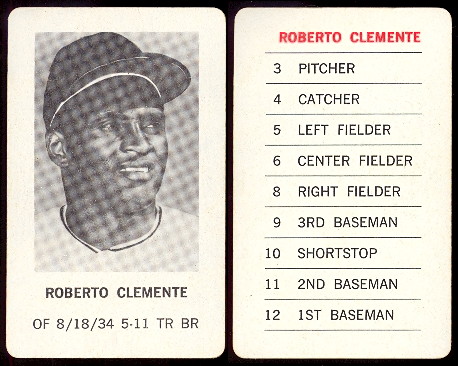 ROBERTO CLEMENTE
OF 8/18/34 5-11 TR BR
ROBERTO CLEMENTE
3 PITCHER
4 CATCHER
5 LEFT FIELDER
6 CENTER FIELDER
8 RIGHT FIELDER
9 3RD BASEMAN
10 SHORTSTOP
11 2ND BASEMAN
12 1ST BASEMAN